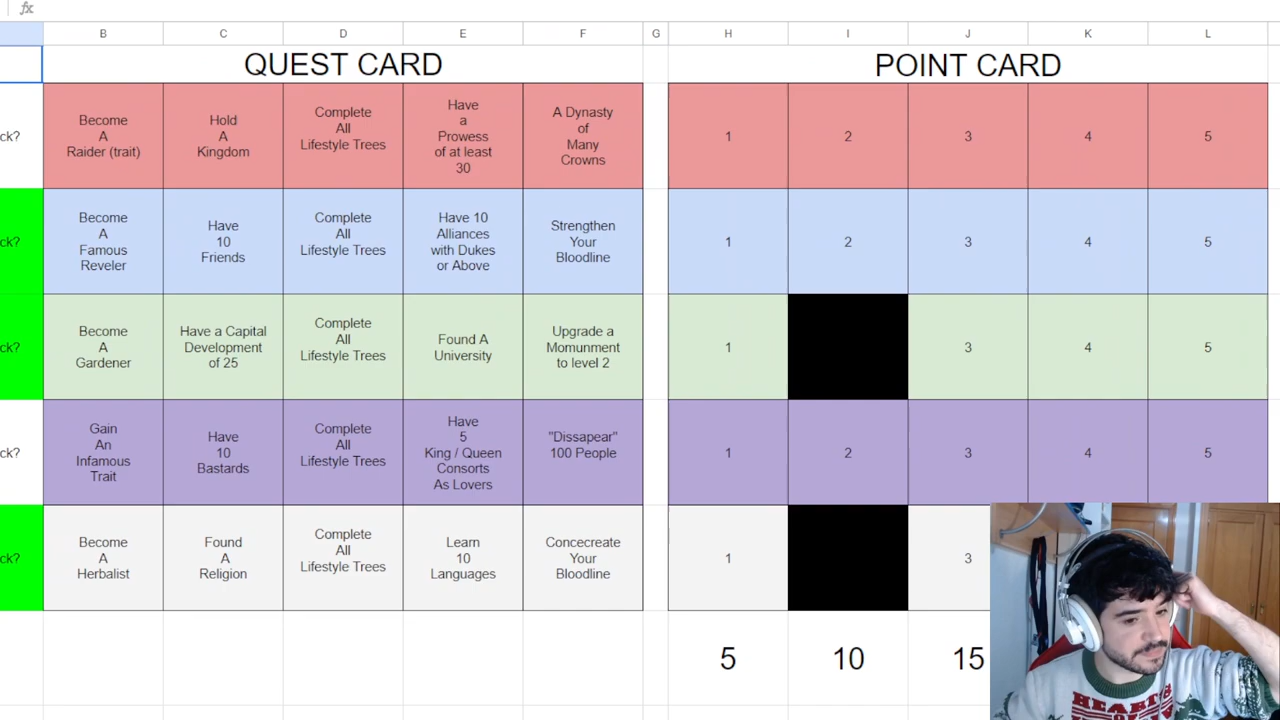 fx
B C D E F G H I J K L
QUEST CARD
POINT CARD
ck?
Become
A
Raider (trait)
Hold
A
Kingdom
Complete
All
Lifestyle Trees
Have
a
Prowess
of at least
30
A Dynasty
of
Many
Crowns
1 2 3 4 5
ck?
Become
A
Famous
Reveler
Have
10
Friends
Complete
All
Lifestyle Trees
Have 10
Alliances
with Dukes
or Above
Strengthen
Your
Bloodline
1 2 3 4 5
ck?
Become
A
Gardener
Have a Capital
Development
of 25
Complete
All
Lifestyle Trees
Found A
University
Upgrade a
Momunment
to level 2
1 3 4 5
ck?
Gain
An
Infamous
Trait
Have
10
Bastards
Complete
All
Lifestyle Trees
Have
5
King / Queen
Consorts
As Lovers
"Dissapear"
100 People
1 2 3 4 5
ck?
Become
A
Herbalist
Found
A
Religion
Complete
All
Lifestyle Trees
Learn
10
Languages
Concecreate
Your
Bloodline
1 3
5 10 15